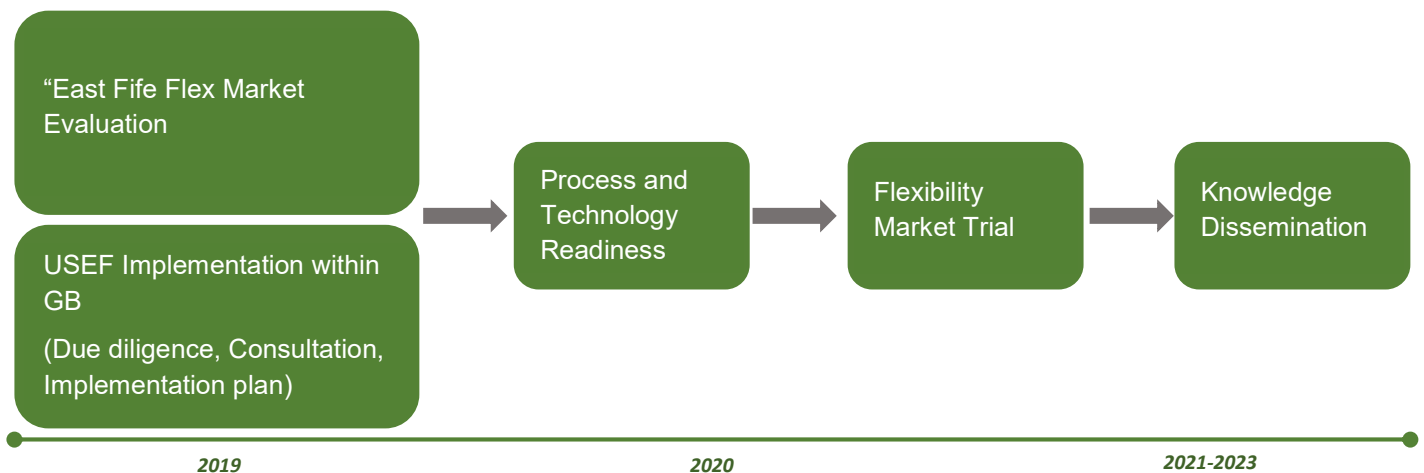 “East Fife Flex Market
Evaluation
USEF Implementation within
GB
(Due diligence, Consultation,
Implementation plan)
Process and
Technology
Readiness
Flexibility
Market Trial
Knowledge
Dissemination
2019
2020
2021-2023